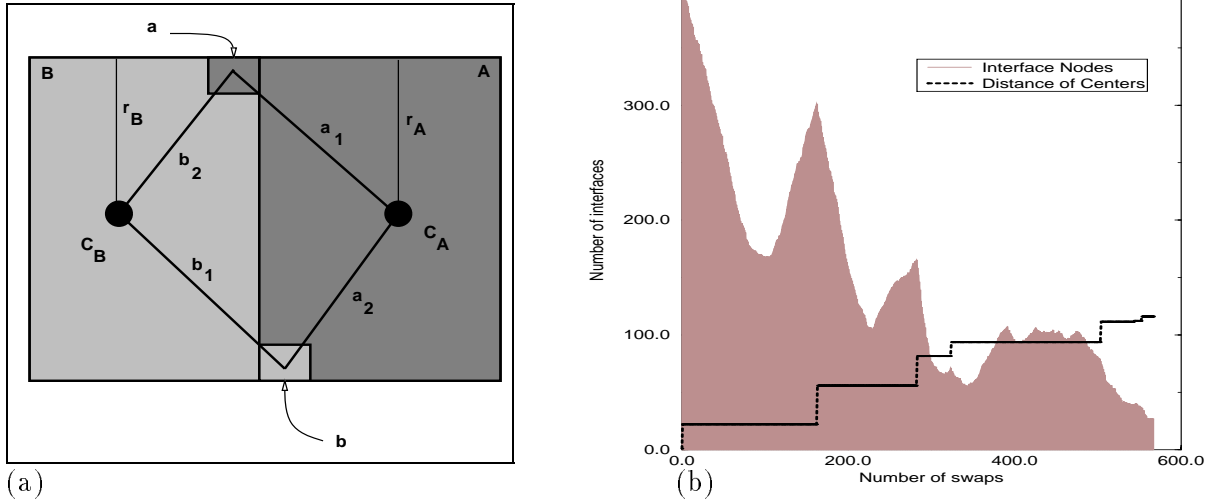 a
B
A
r B
r A
a 1
b 2
C B
C A
b 1
a 2
b
(a)
Number of interfaces
300.0
200.0
100.0
0.0
Interface Nodes
Distance of Centers
0.0 200.0 400.0 600.0
Number of swaps
(b)